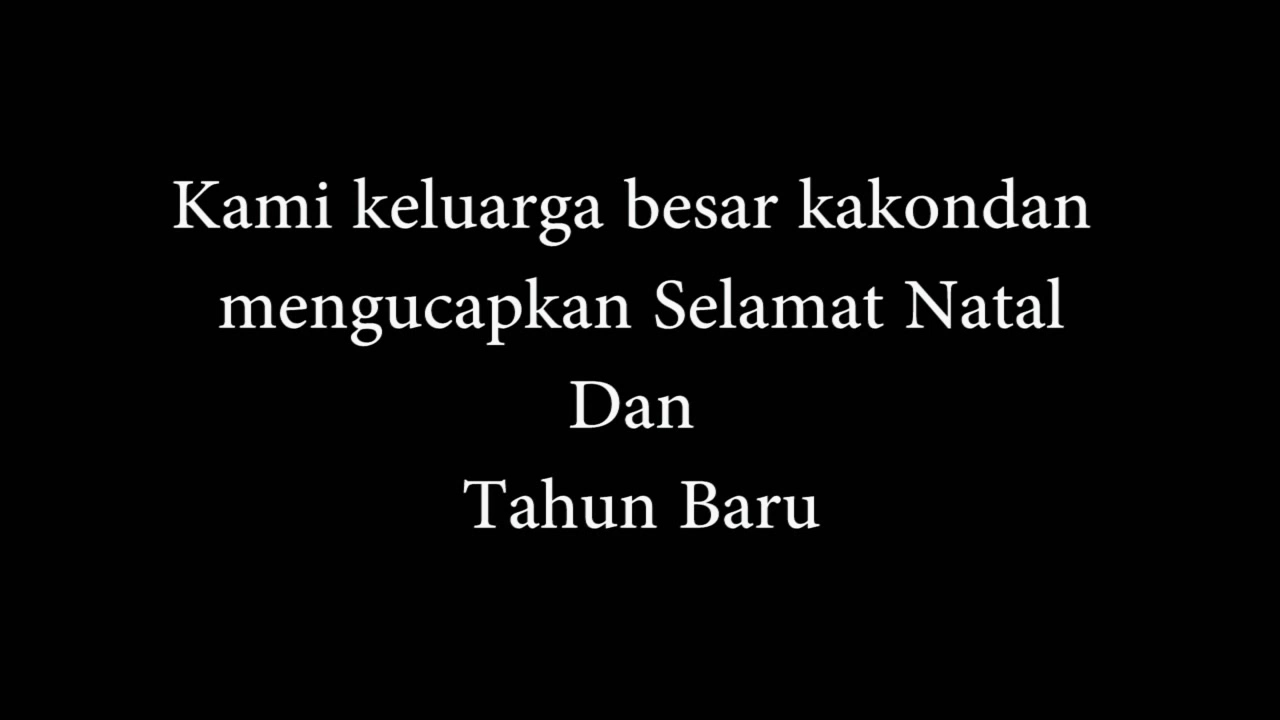 Kami keluarga besar kakondan
mengucapkan Selamat Natal
Dan
Tahun Baru